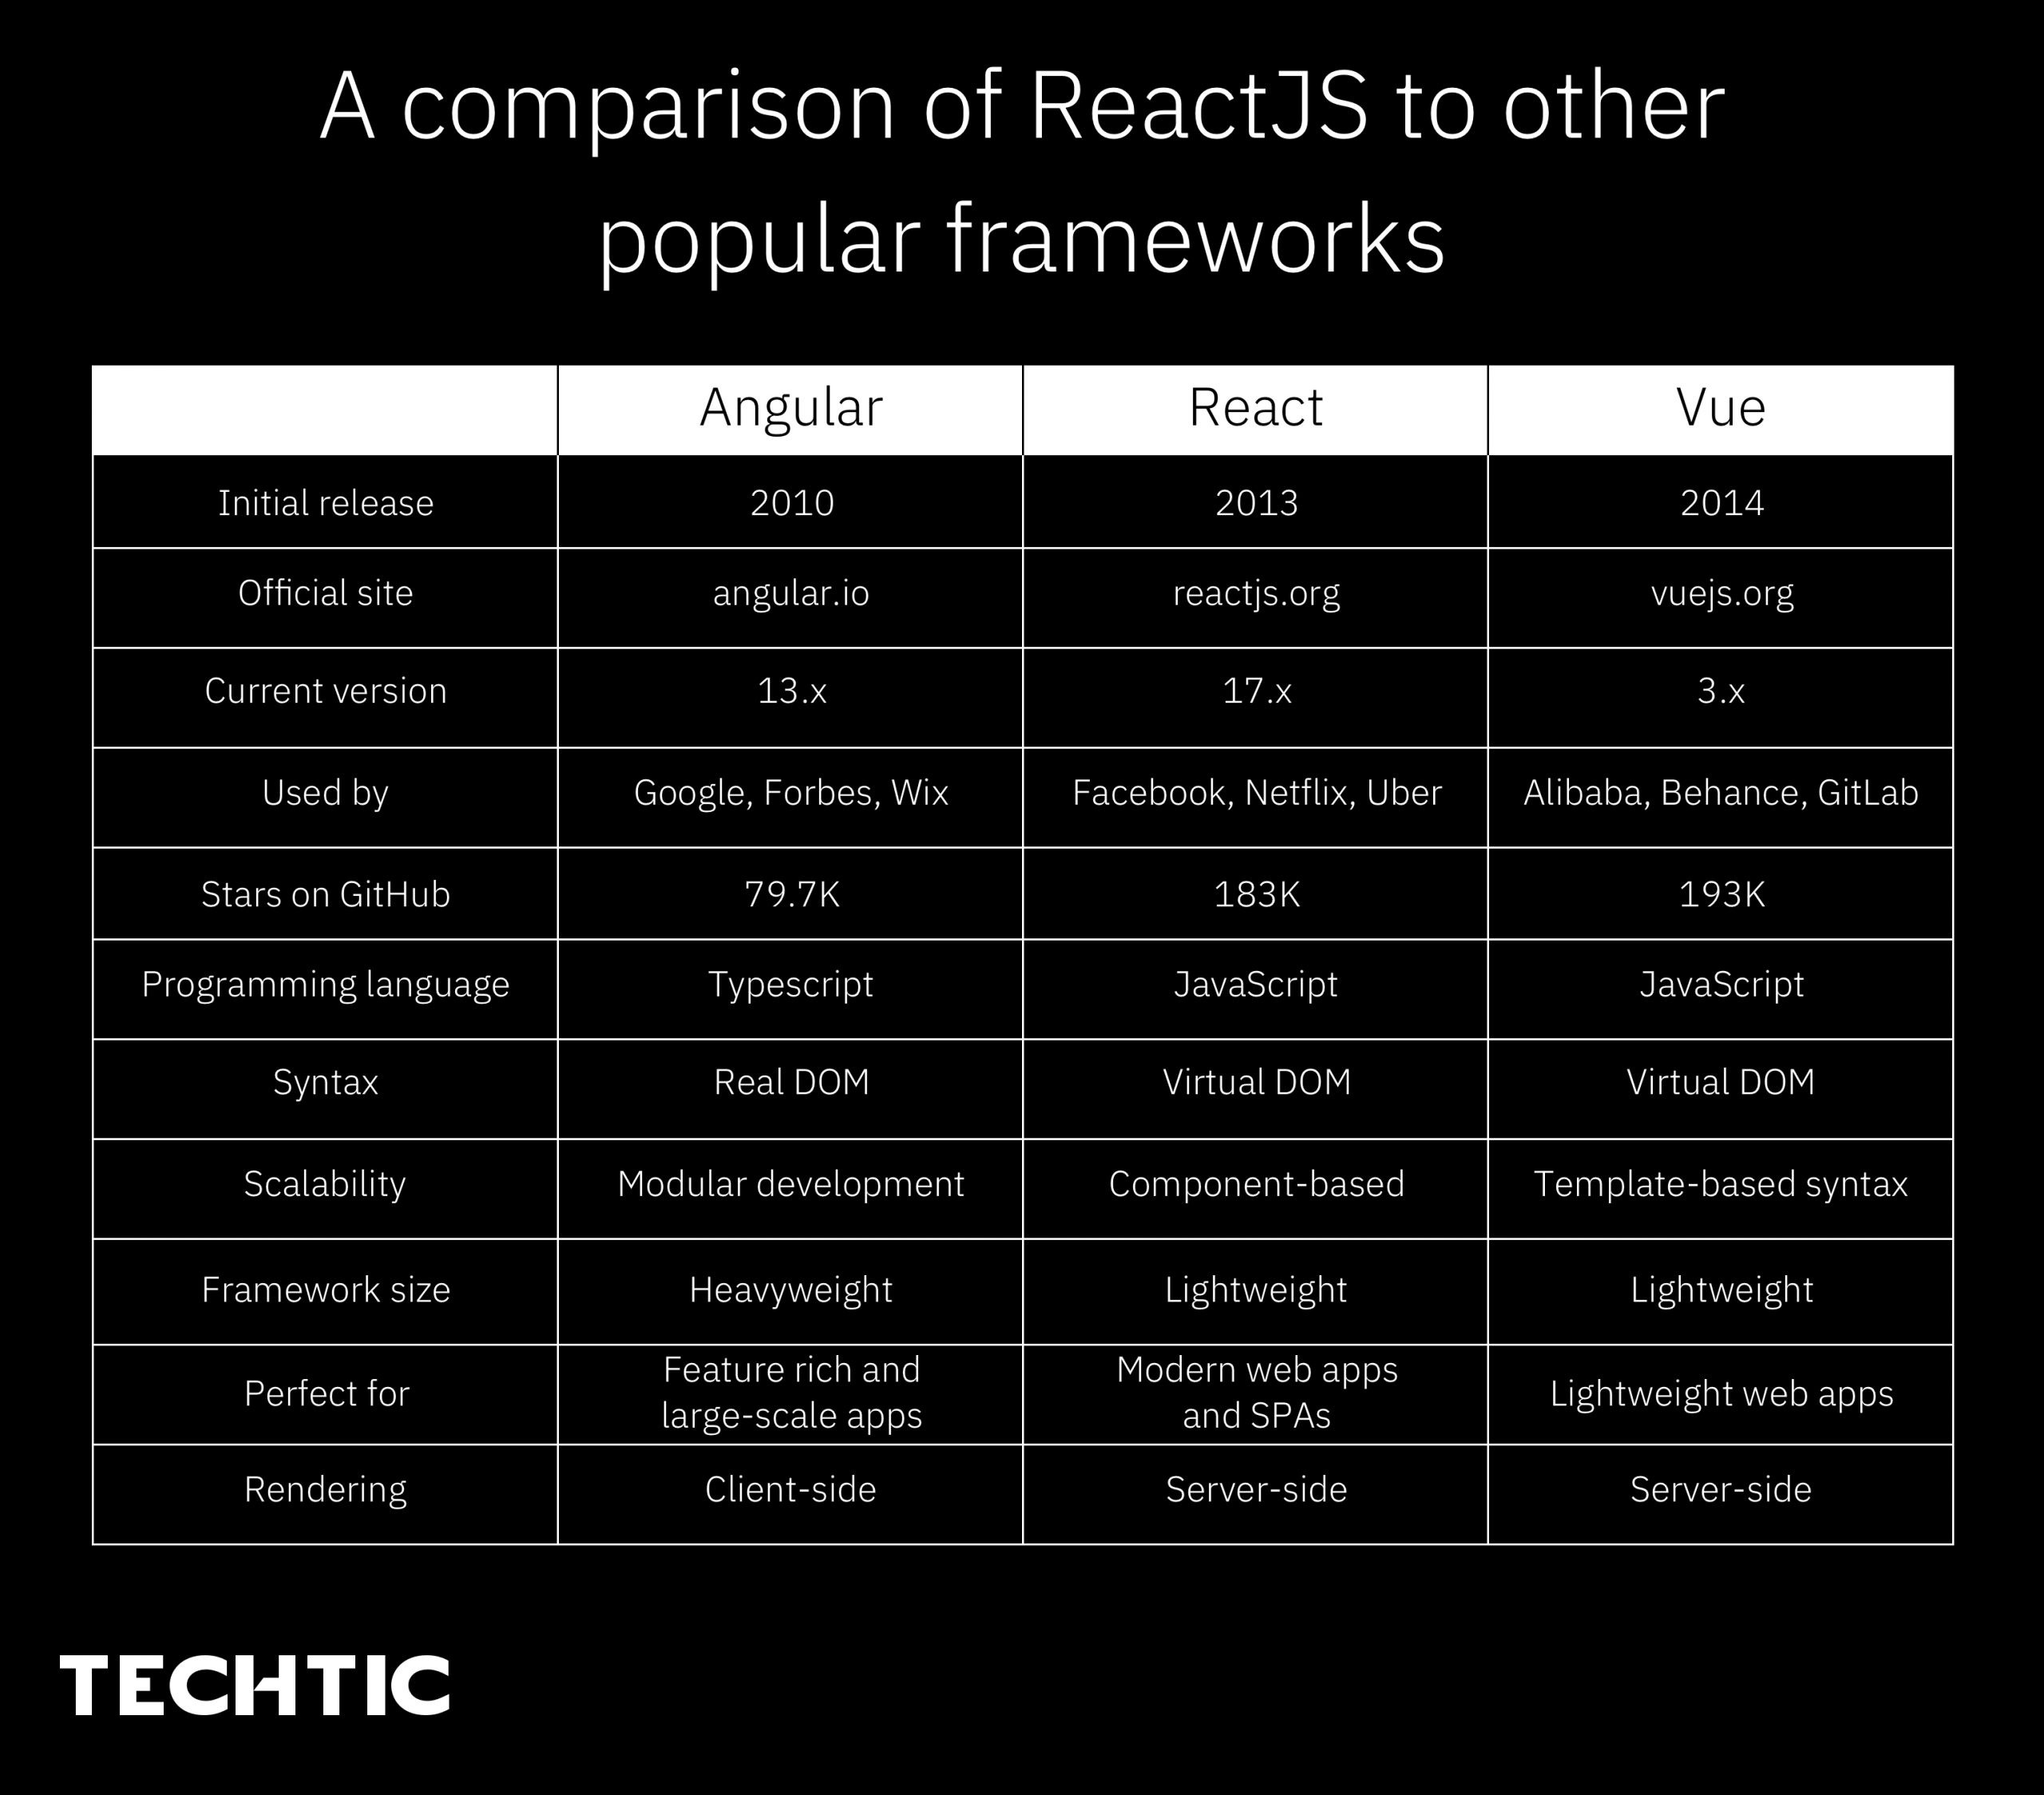 A comparison of ReactJS to other
popular frameworks
Angular React Vue
Initial release 2010 2013 2014
Official site angular.io reactjs.org vuejs.org
Current version 13.x 17.x 3.x
Used by Google, Forbes, Wix Facebook, Netflix, Uber Alibaba, Behance, GitLab
Stars on GitHub 79.7K 183K 193K
Programming language Typescript JavaScript JavaScript
Syntax Real DOM Virtual DOM Virtual DOM
Scalability Modular development Component-based Template-based syntax
Framework size Heavyweight Lightweight Lightweight
Perfect for Feature rich and large-scale apps Modern web apps and SPAs Lightweight web apps
Rendering Client-side Server-side Server-side
TECHTIC